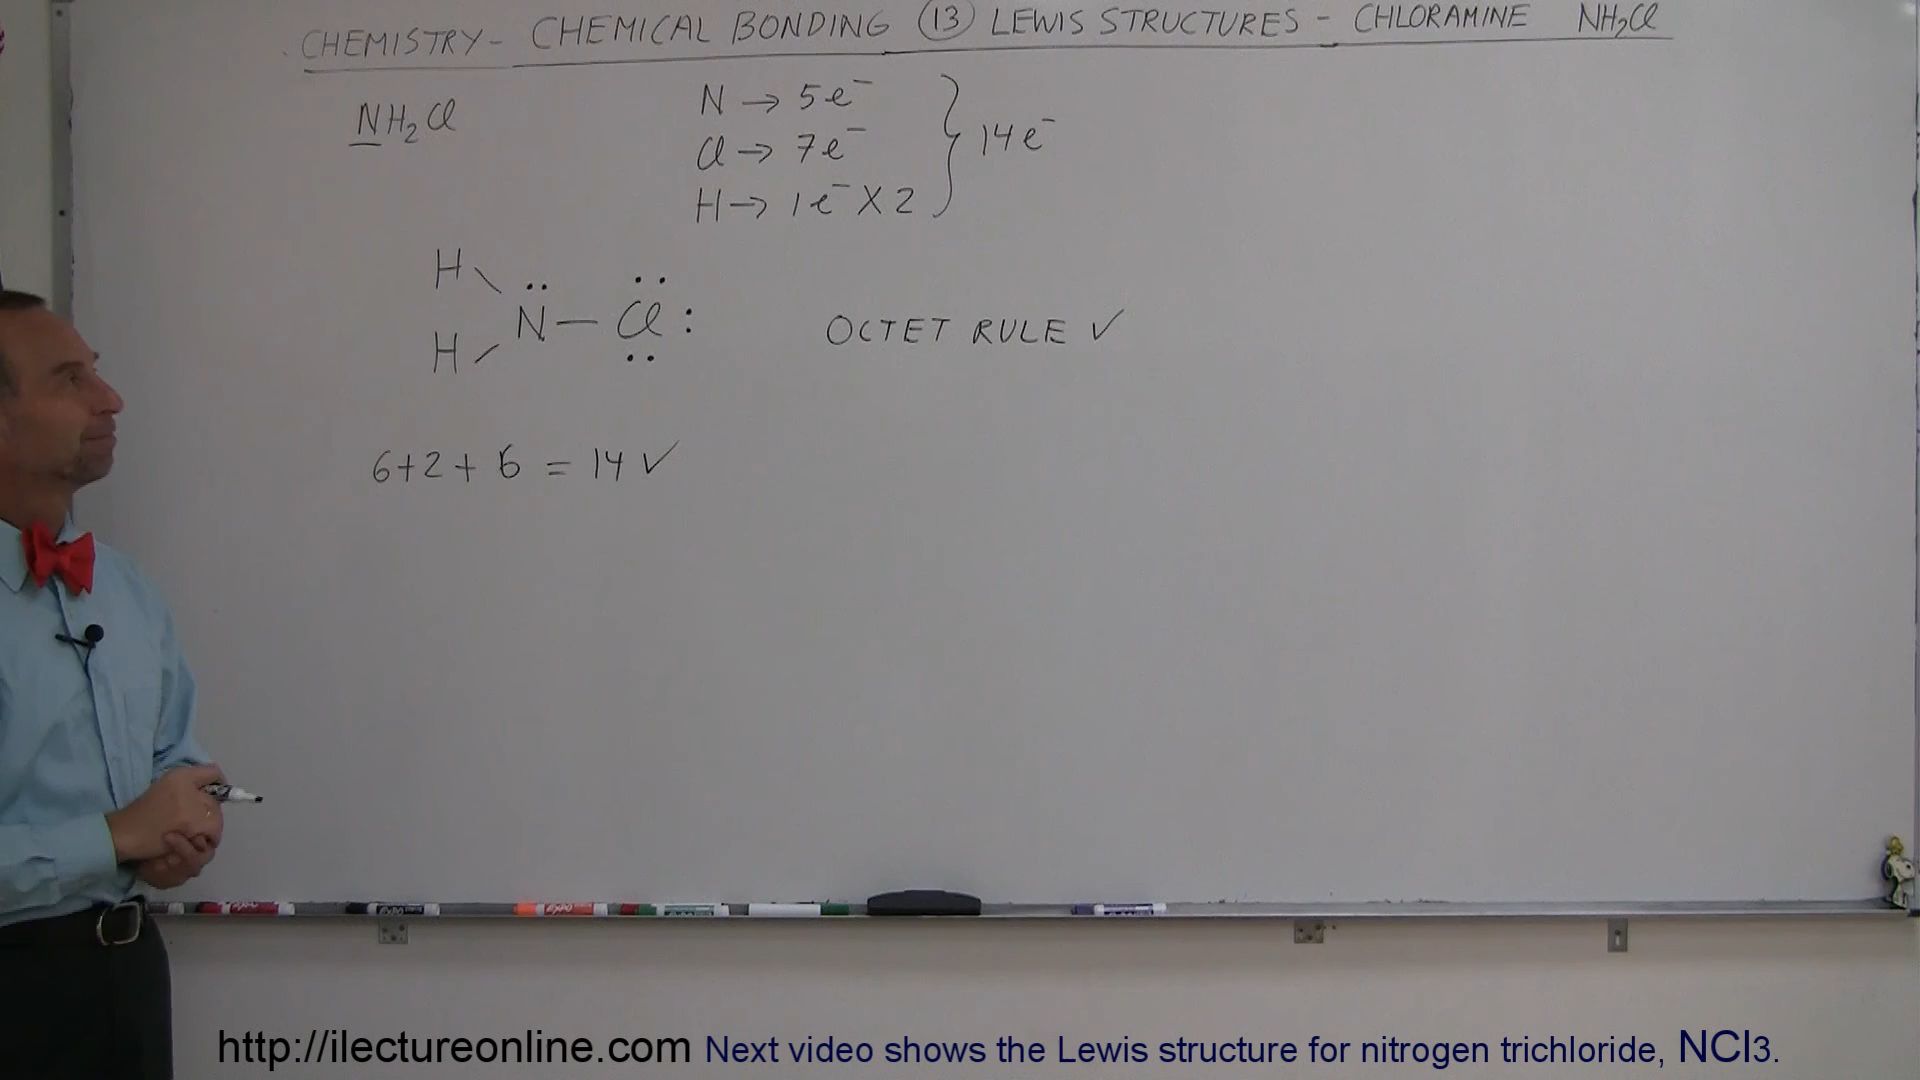 CHEMISTRY- CHEMICAL BONDING ⑬ LEWIS STRUCTURES - CHLORAMINE NH₂Cl
NH₂Cl
N → 5e⁻
Cl → 7e⁻
H → 1e⁻ X 2
} 14e⁻
H
N — Cl :
H
OCTET RULE ✓
6+2+6 = 14 ✓
http://ilectureonline.com Next video shows the Lewis structure for nitrogen trichloride, NCl3.